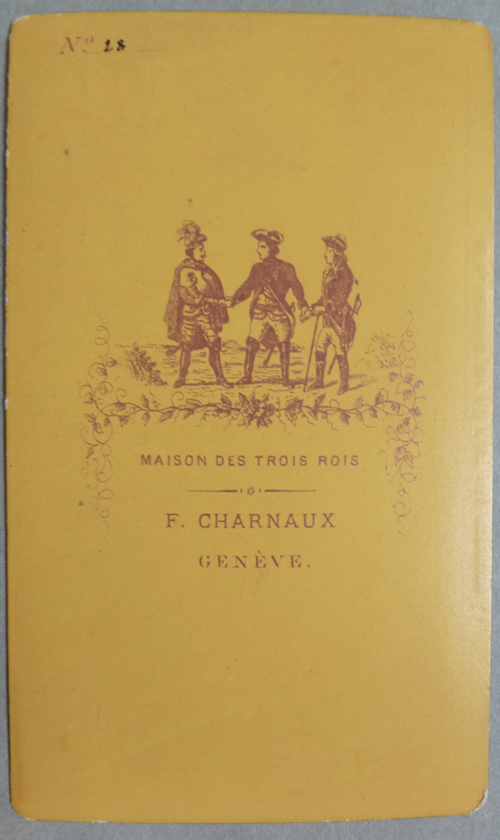 Nº 28
MAISON DES TROIS ROIS
F. CHARNAUX
GENÈVE.